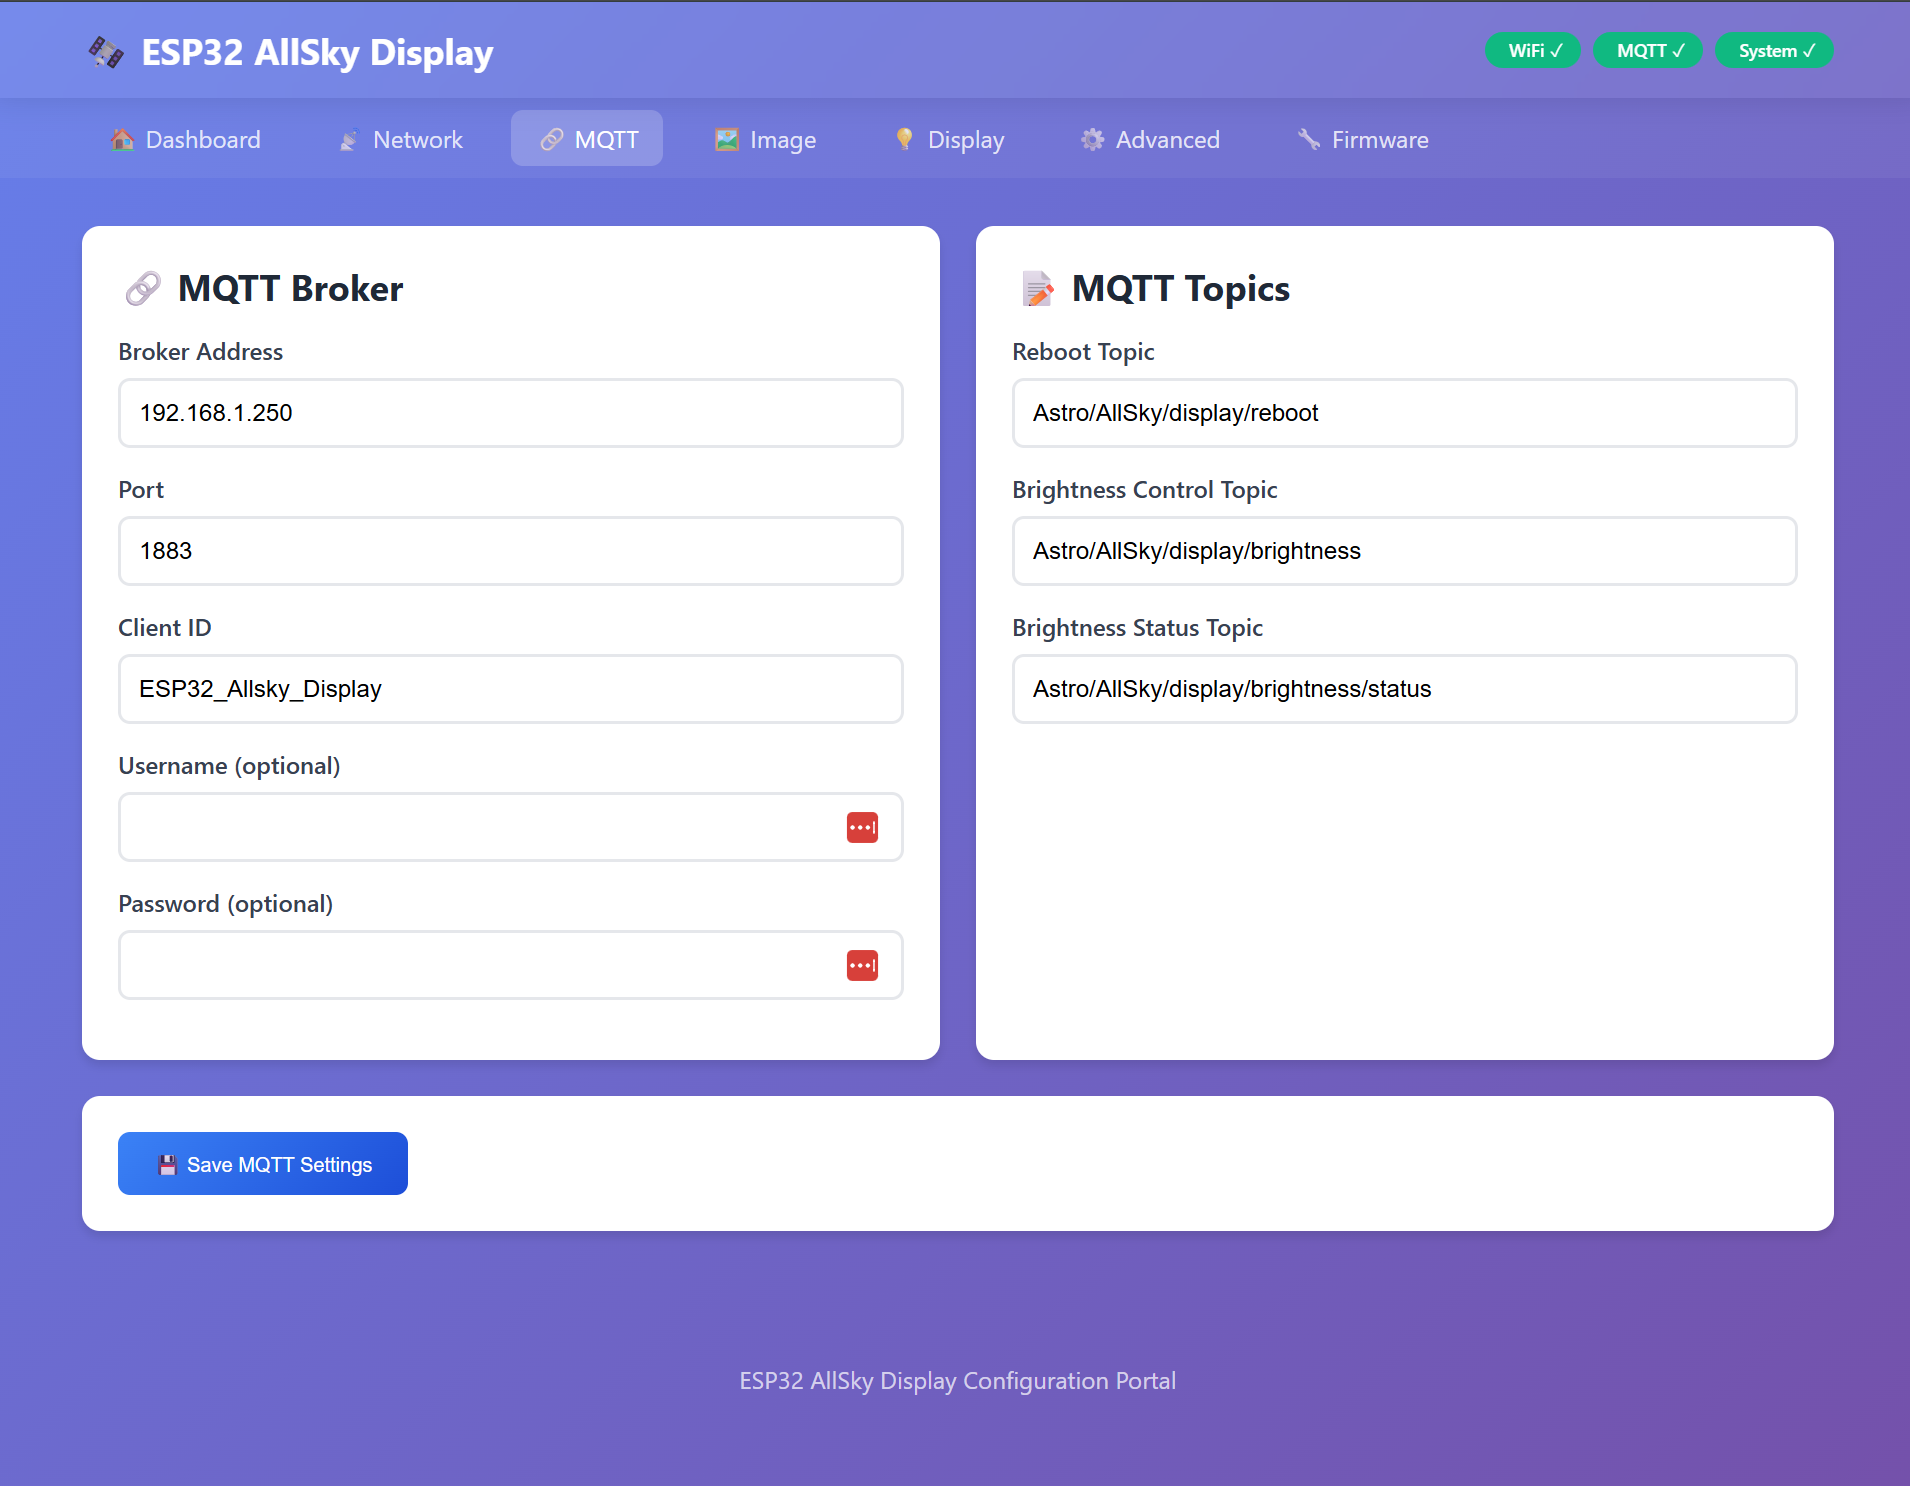 ESP32 AllSky Display
WiFi ✓
MQTT ✓
System ✓
Dashboard
Network
MQTT
Image
Display
Advanced
Firmware
MQTT Broker
Broker Address
192.168.1.250
Port
1883
Client ID
ESP32_Allsky_Display
Username (optional)
Password (optional)
MQTT Topics
Reboot Topic
Astro/AllSky/display/reboot
Brightness Control Topic
Astro/AllSky/display/brightness
Brightness Status Topic
Astro/AllSky/display/brightness/status
Save MQTT Settings
ESP32 AllSky Display Configuration Portal